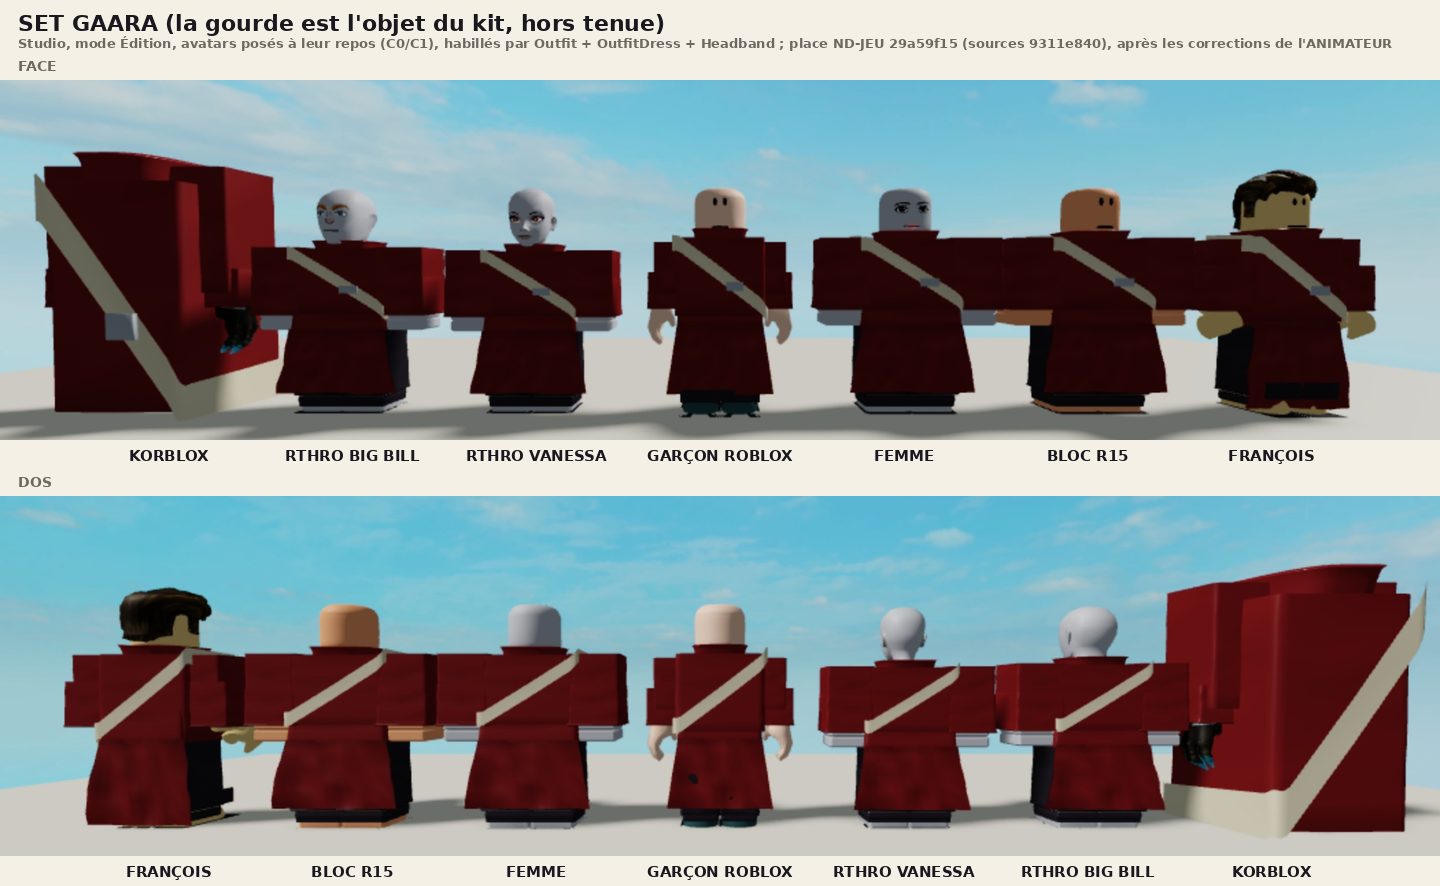 SET GAARA (la gourde est l'objet du kit, hors tenue)
Studio, mode Édition, avatars posés à leur repos (C0/C1), habillés par Outfit + OutfitDress + Headband ; place ND-JEU 29a59f15 (sources 9311e840), après les corrections de l'ANIMATEUR
FACE
KORBLOX RTHRO BIG BILL RTHRO VANESSA GARÇON ROBLOX FEMME BLOC R15 FRANÇOIS
DOS
FRANÇOIS BLOC R15 FEMME GARÇON ROBLOX RTHRO VANESSA RTHRO BIG BILL KORBLOX